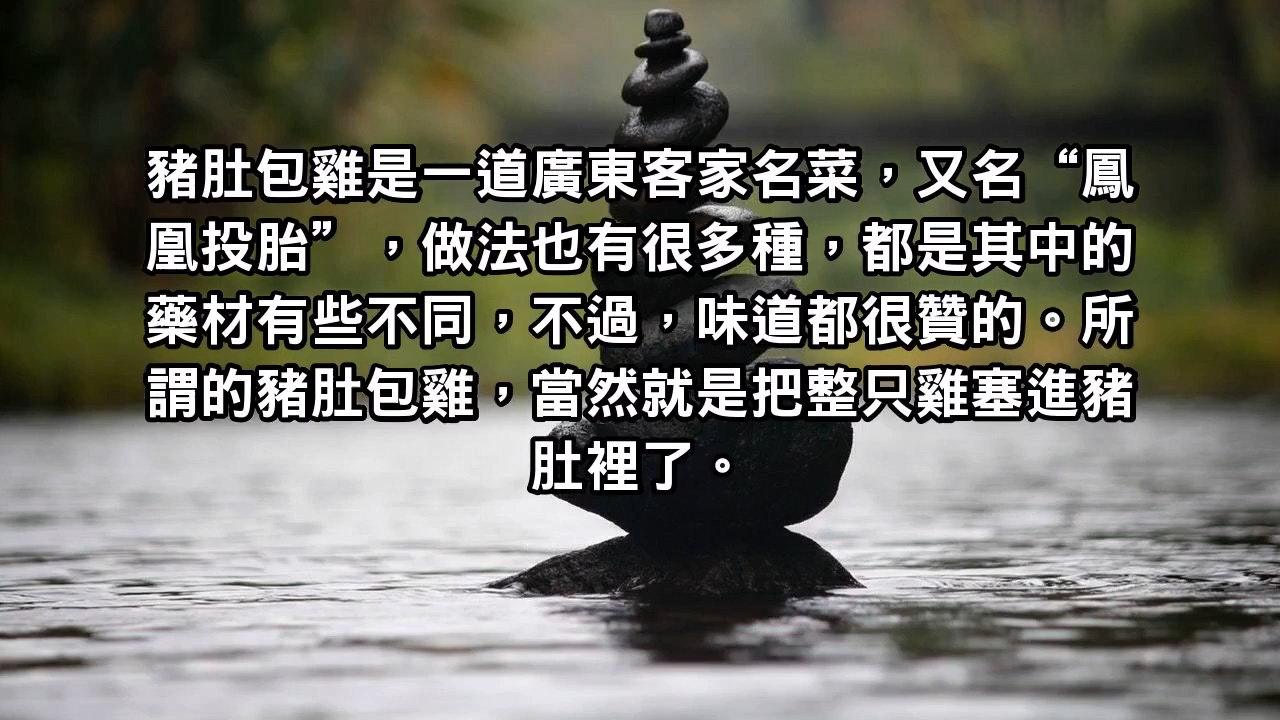 豬肚包雞是一道廣東客家名菜，又名“鳳
凰投胎”，做法也有很多種，都是其中的
藥材有些不同，不過，味道都很贊的。所
謂的豬肚包雞，當然就是把整只雞塞進豬
肚裡了。